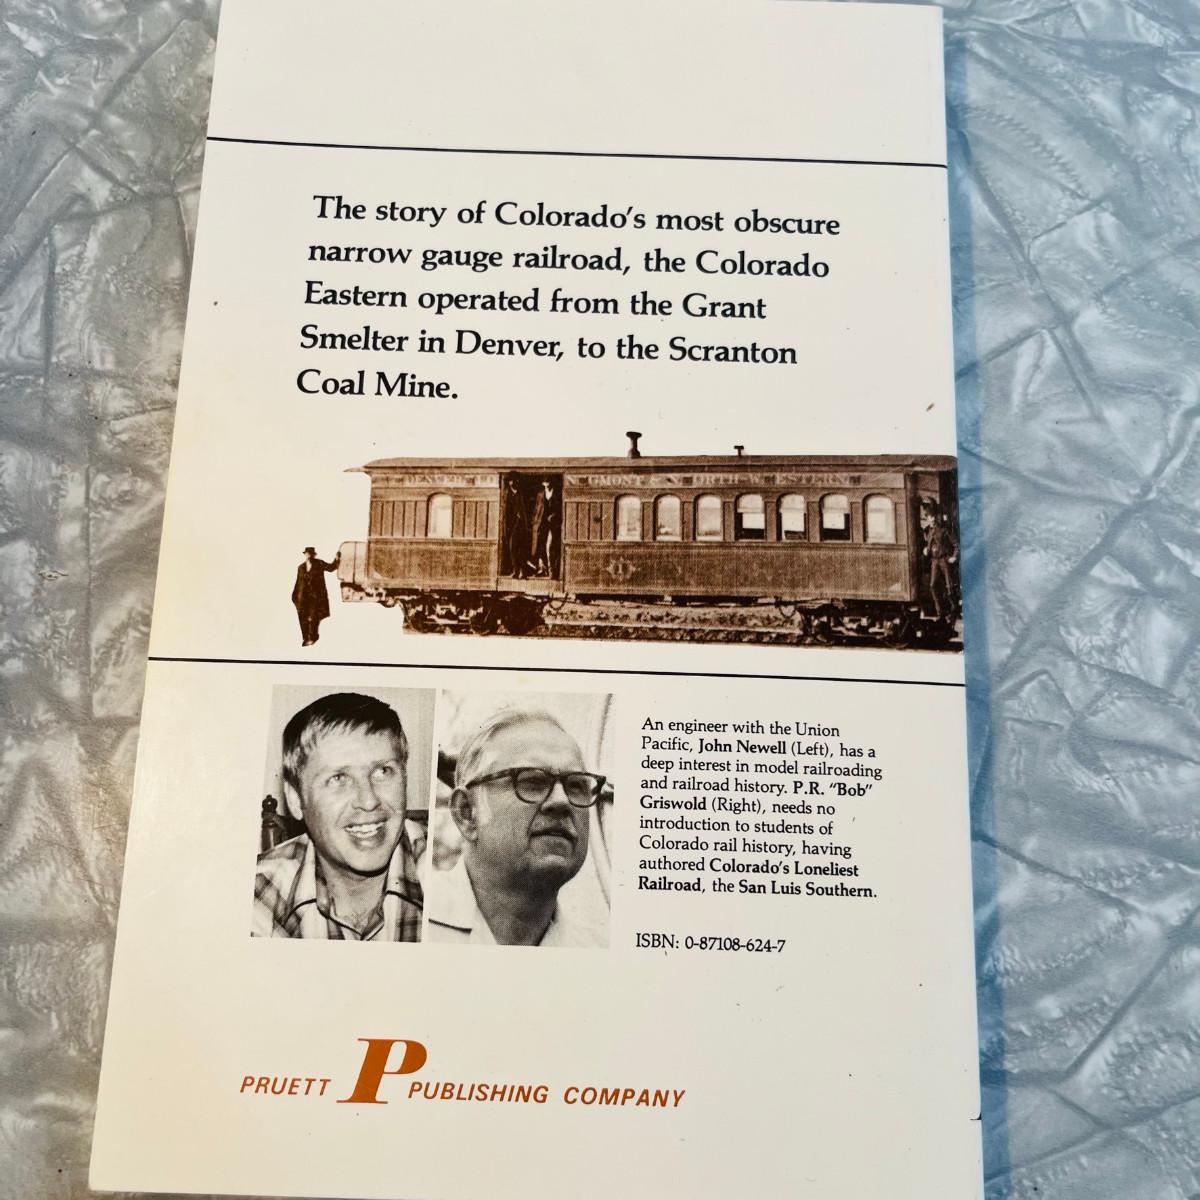 The story of Colorado's most obscure
narrow gauge railroad, the Colorado
Eastern operated from the Grant
Smelter in Denver, to the Scranton
Coal Mine.
1
An engineer with the Union
Pacific, John Newell (Left), has a
deep interest in model railroading
and railroad history. P.R. "Bob"
Griswold (Right), needs no
introduction to students of
Colorado rail history, having
authored Colorado's Loneliest
Railroad, the San Luis Southern.
ISBN: 0-87108-624-7
PRUETT P PUBLISHING COMPANY